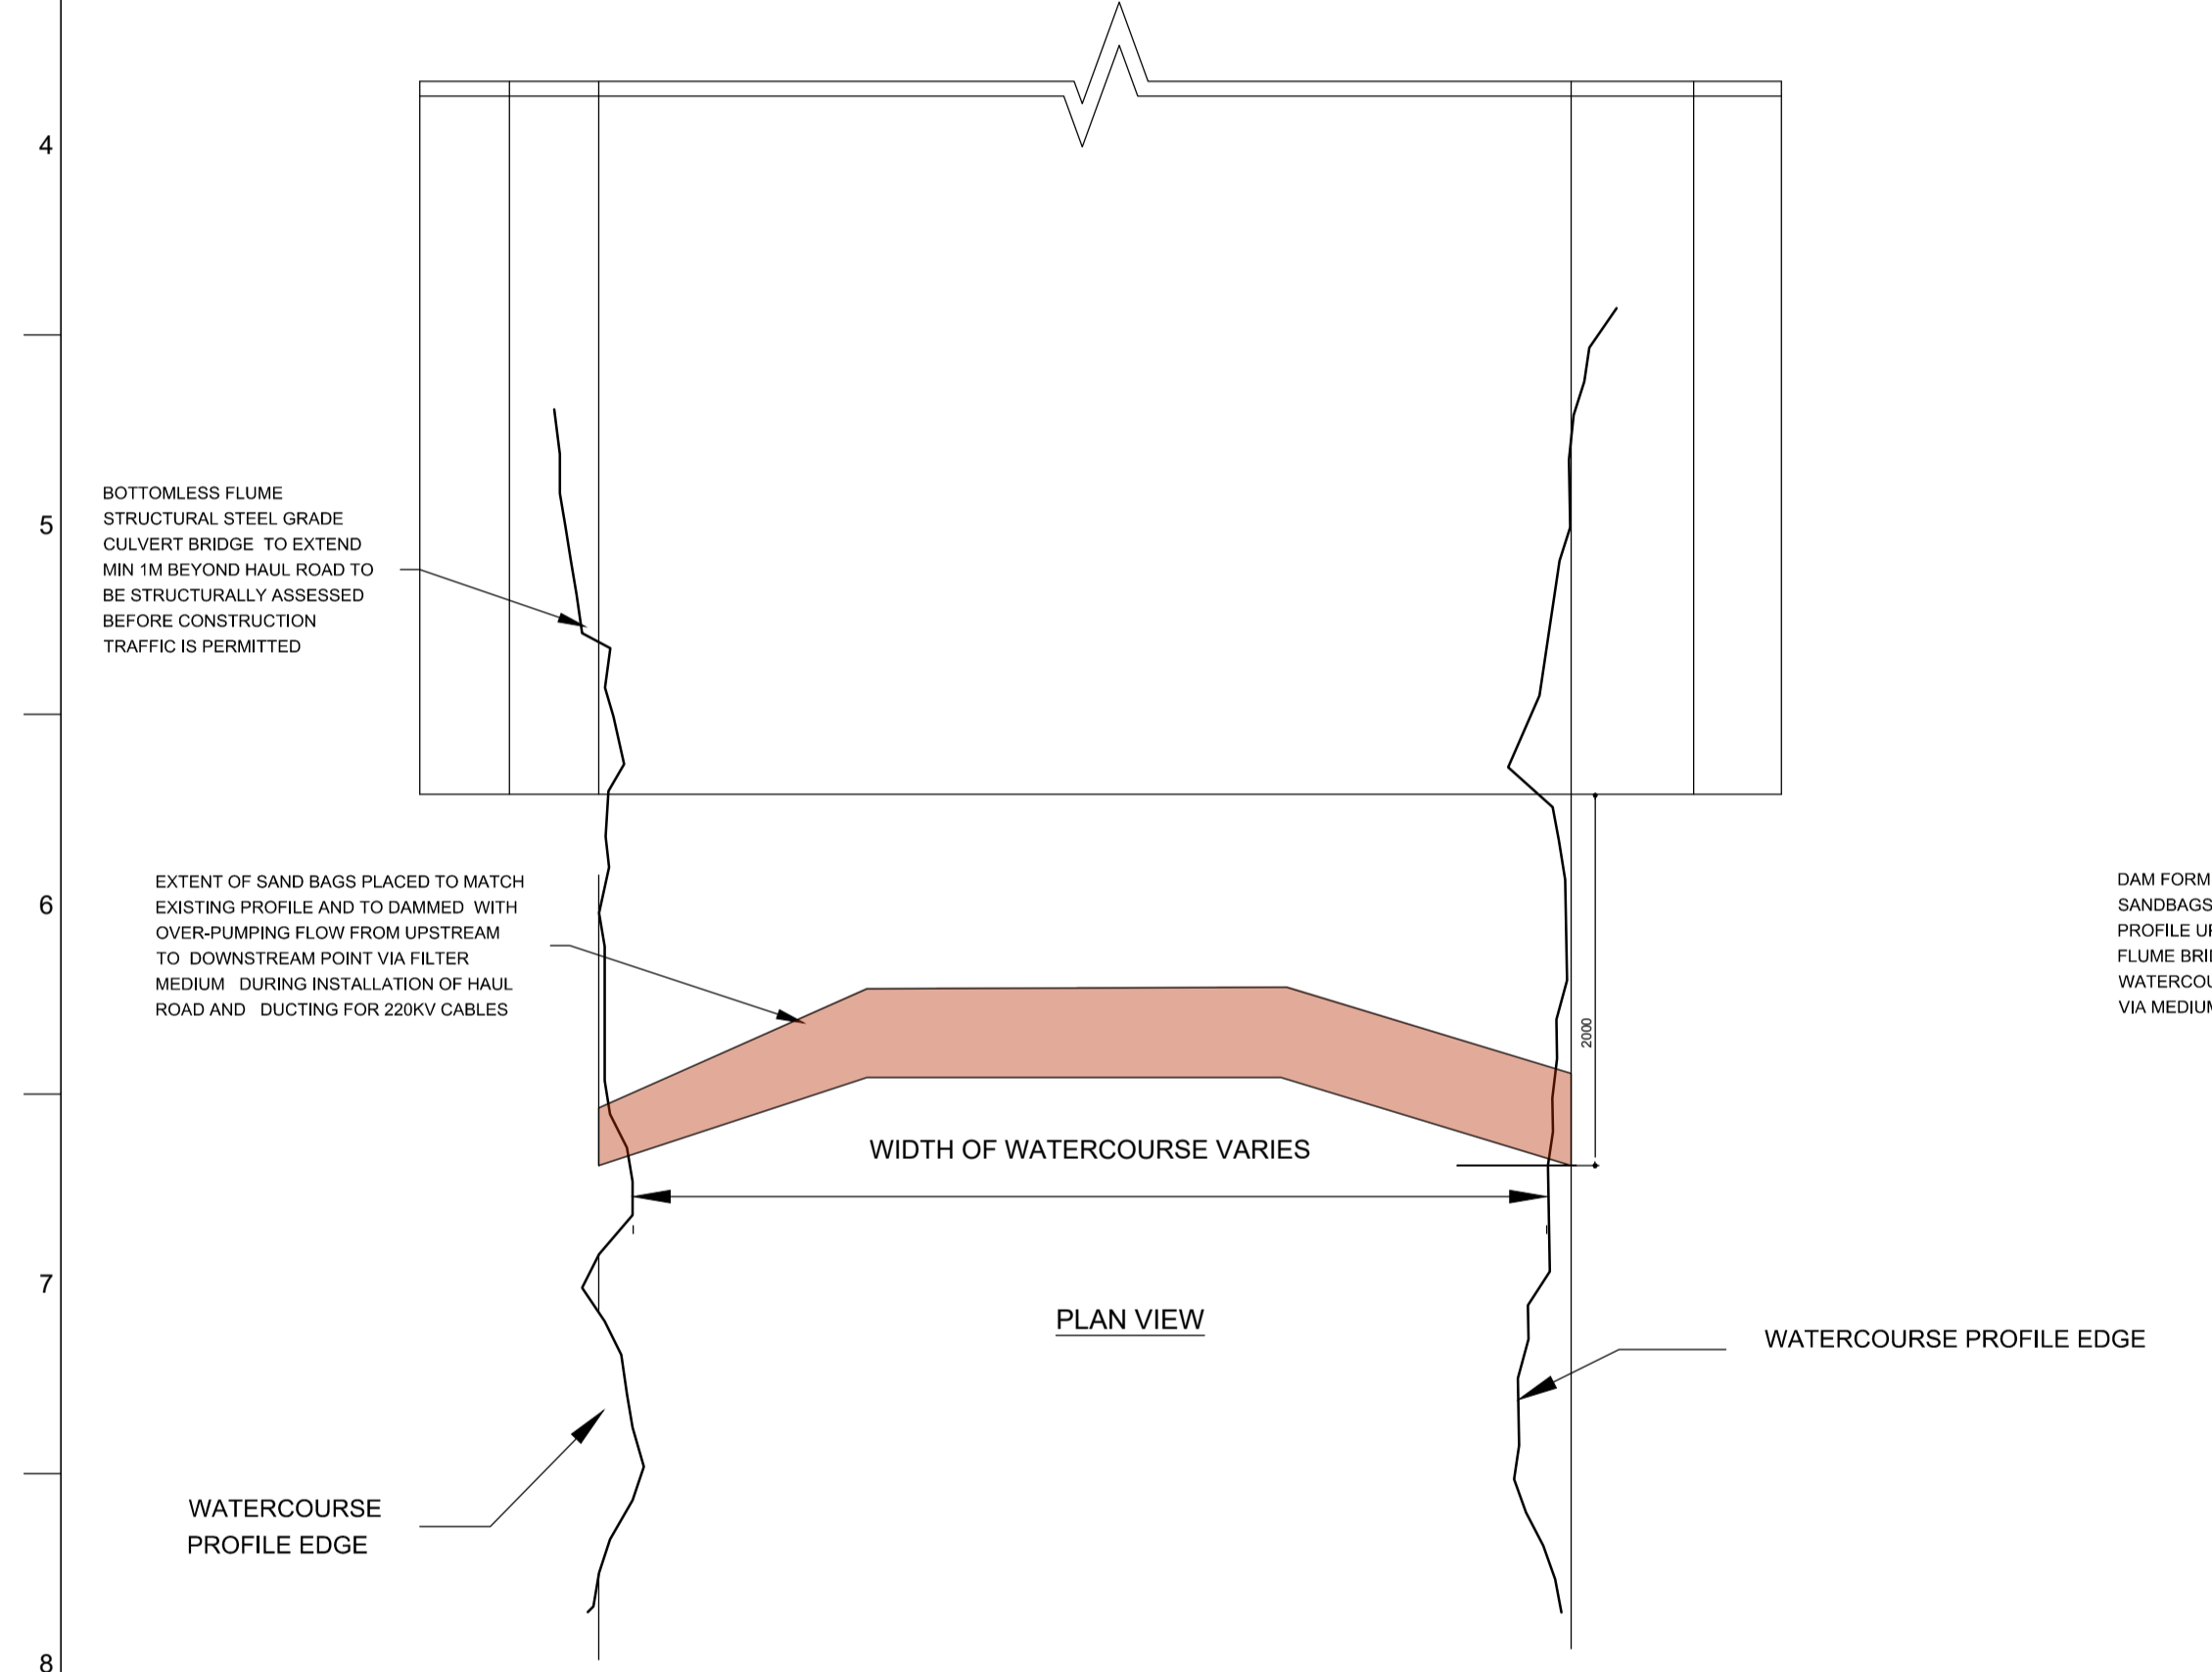 4
5
6
7
8
BOTTOMLESS FLUME
STRUCTURAL STEEL GRADE
CULVERT BRIDGE TO EXTEND
MIN 1M BEYOND HAUL ROAD TO
BE STRUCTURALLY ASSESSED
BEFORE CONSTRUCTION
TRAFFIC IS PERMITTED
EXTENT OF SAND BAGS PLACED TO MATCH
EXISTING PROFILE AND TO DAMMED WITH
OVER-PUMPING FLOW FROM UPSTREAM
TO DOWNSTREAM POINT VIA FILTER
MEDIUM DURING INSTALLATION OF HAUL
ROAD AND DUCTING FOR 220KV CABLES
2000
WIDTH OF WATERCOURSE VARIES
PLAN VIEW
WATERCOURSE PROFILE EDGE
WATERCOURSE
PROFILE EDGE
DAM FORM
SANDBAGS
PROFILE
FLUME
VIA